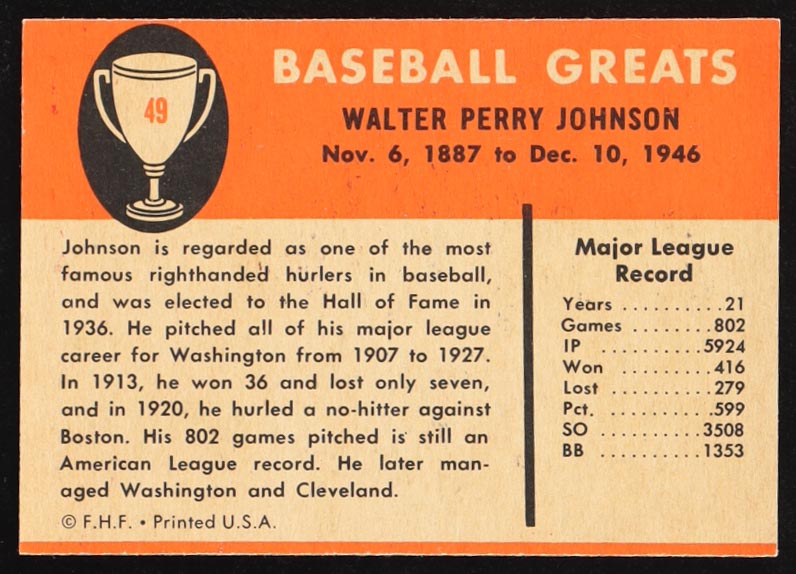 49
BASEBALL GREATS
WALTER PERRY JOHNSON
Nov. 6, 1887 to Dec. 10, 1946
Johnson is regarded as one of the most
famous righthanded hurlers in baseball,
and was elected to the Hall of Fame in
1936. He pitched all of his major league
career for Washington from 1907 to 1927.
In 1913, he won 36 and lost only seven,
and in 1920, he hurled a no-hitter against
Boston. His 802 games pitched is still an
American League record. He later man-
aged Washington and Cleveland.
© F.H.F. • Printed U.S.A.
Major League
Record
Years ..........21
Games ........802
IP ..........5924
Won .........416
Lost .........279
Pct. ..........599
SO .........3508
BB ..........1353